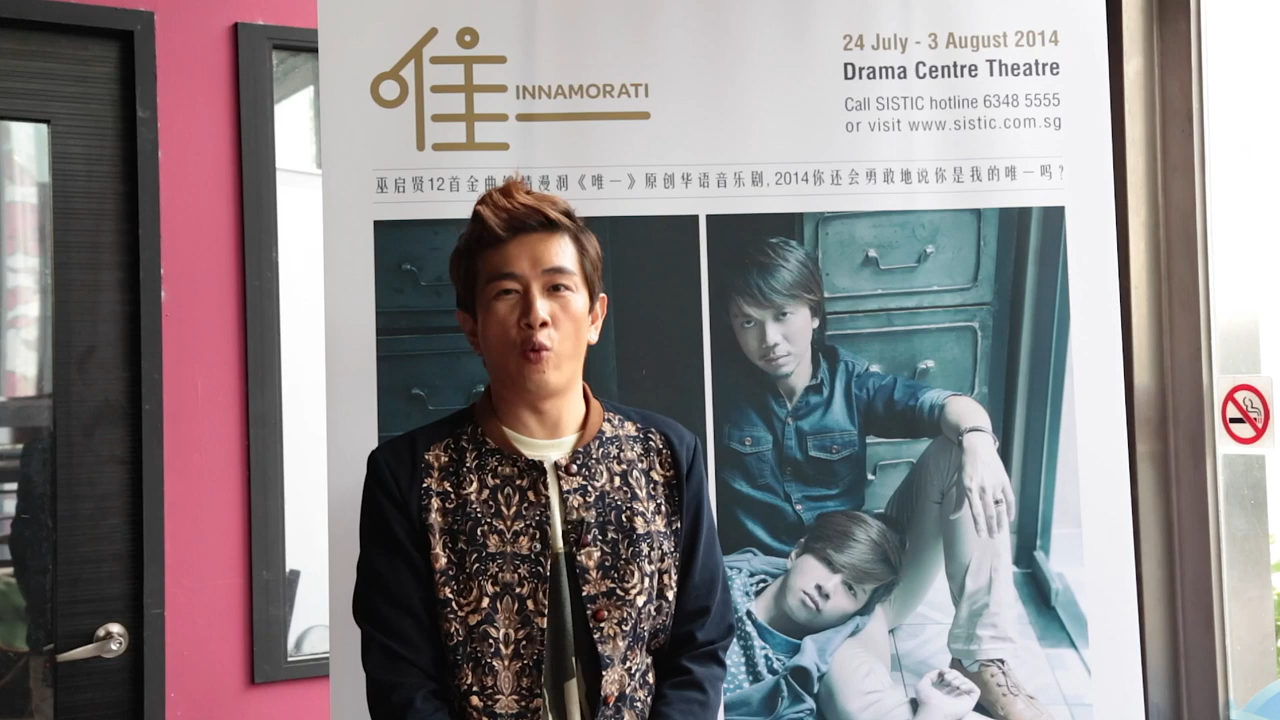 唯 INNAMORATI
24 July - 3 August 2014
Drama Centre Theatre
Call SISTIC hotline 6348 5555
or visit www.sistic.com.sg
巫启贤12首金曲 漫润《唯一》原创华语音乐剧, 2014你还会勇敢地说你是我的唯一吗?